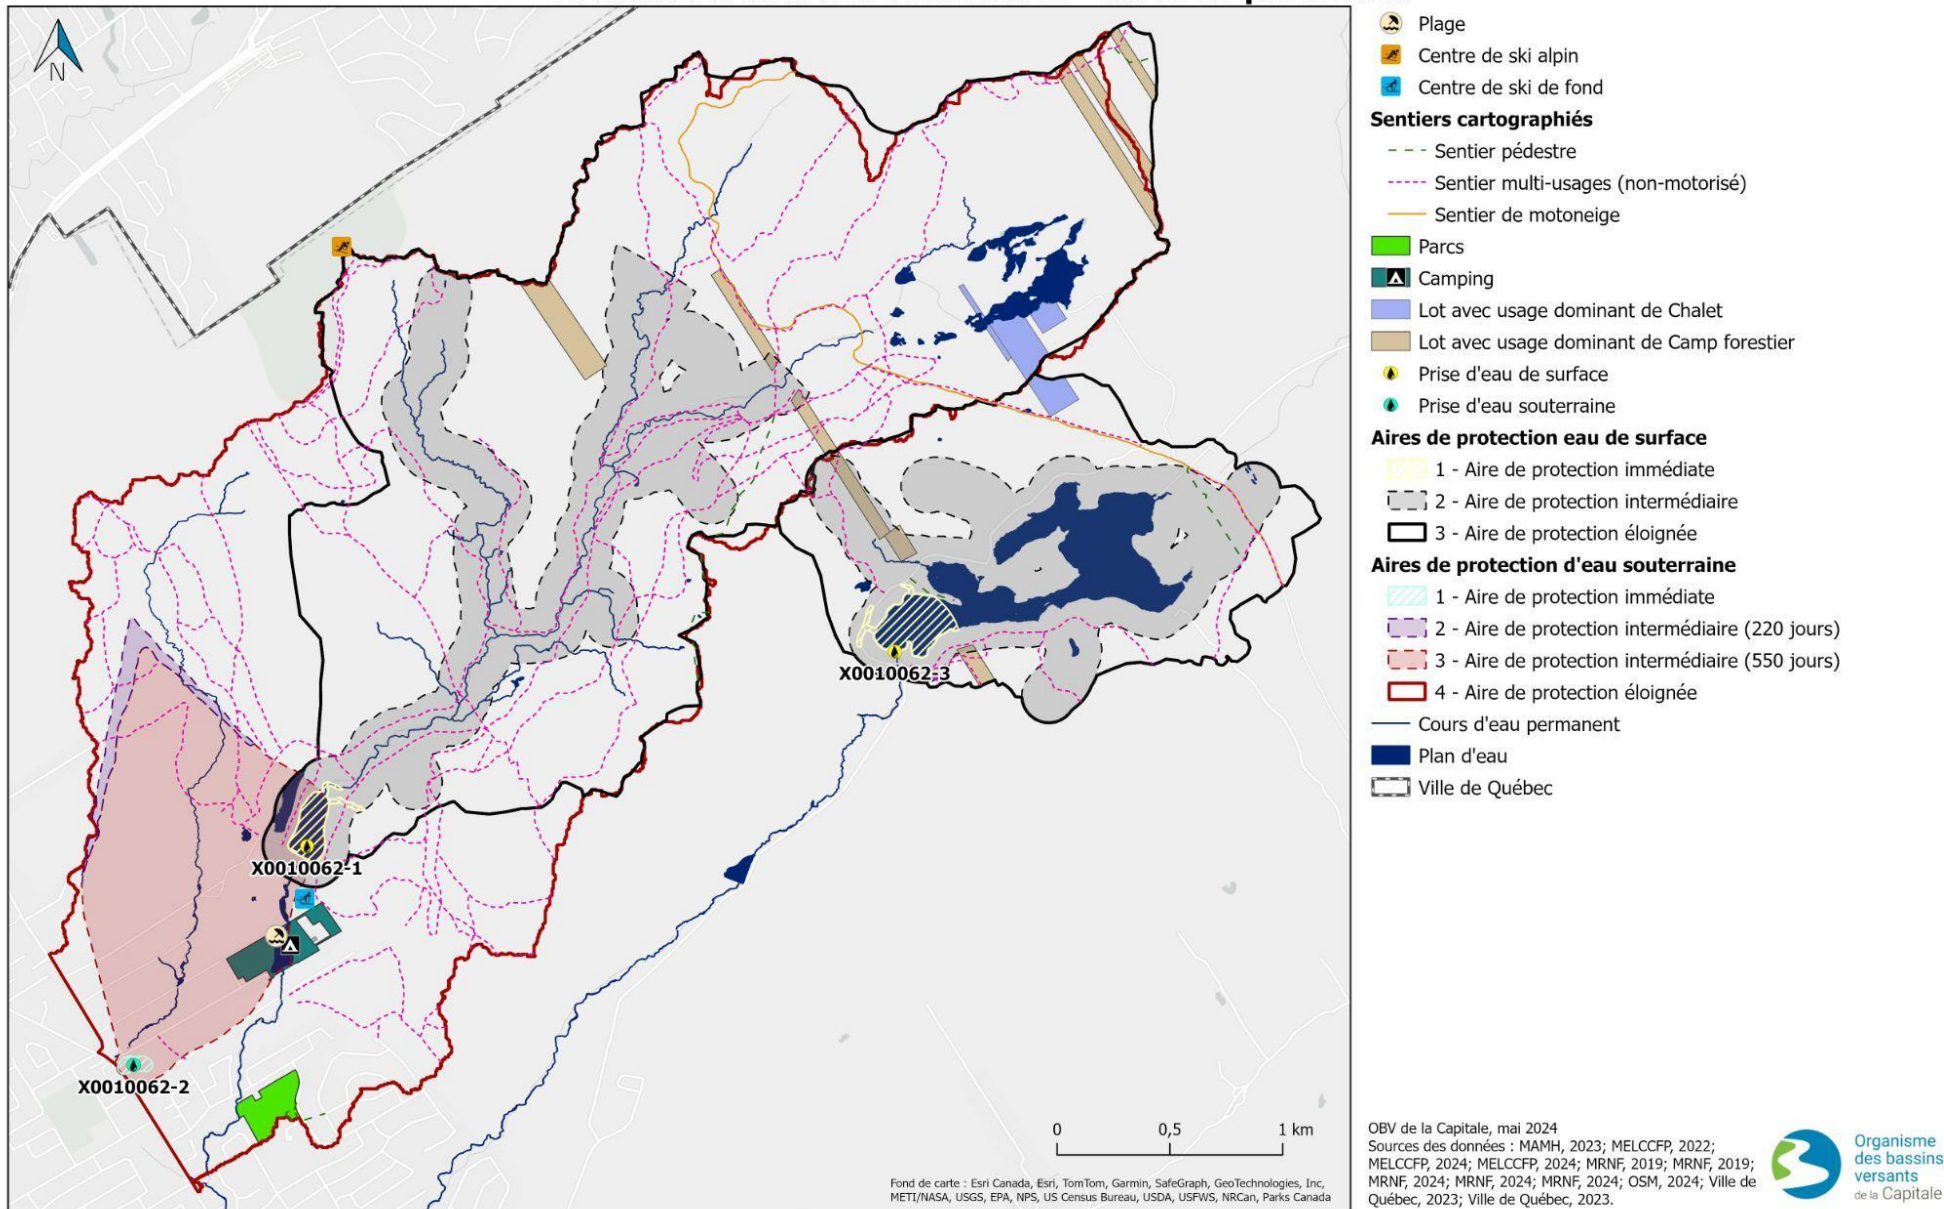 N
X0010062-3
X0010062-1
X0010062-2
0 0,5 1 km
Fond de carte : Esri Canada, Esri, TomTom, Garmin, SafeGraph, GeoTechnologies, Inc,
METI/NASA, USGS, EPA, NPS, US Census Bureau, USDA, USFWS, NRCan, Parks Canada
Plage
Centre de ski alpin
Centre de ski de fond
Sentiers cartographiés
Sentier pédestre
Sentier multi-usages (non-motorisé)
Sentier de motoneige
Parcs
Camping
Lot avec usage dominant de Chalet
Lot avec usage dominant de Camp forestier
Prise d'eau de surface
Prise d'eau souterraine
Aires de protection eau de surface
1 - Aire de protection immédiate
2 - Aire de protection intermédiaire
3 - Aire de protection éloignée
Aires de protection d'eau souterraine
1 - Aire de protection immédiate
2 - Aire de protection intermédiaire (220 jours)
3 - Aire de protection intermédiaire (550 jours)
4 - Aire de protection éloignée
Cours d'eau permanent
Plan d'eau
Ville de Québec
OBV de la Capitale, mai 2024
Sources des données : MAMH, 2023; MELCCFP, 2022;
MELCCFP, 2024; MELCCFP, 2024; MRNF, 2019; MRNF, 2019;
MRNF, 2024; MRNF, 2024; MRNF, 2024; OSM, 2024; Ville de
Québec, 2023; Ville de Québec, 2023.
Organisme
des bassins
versants
de la Capitale